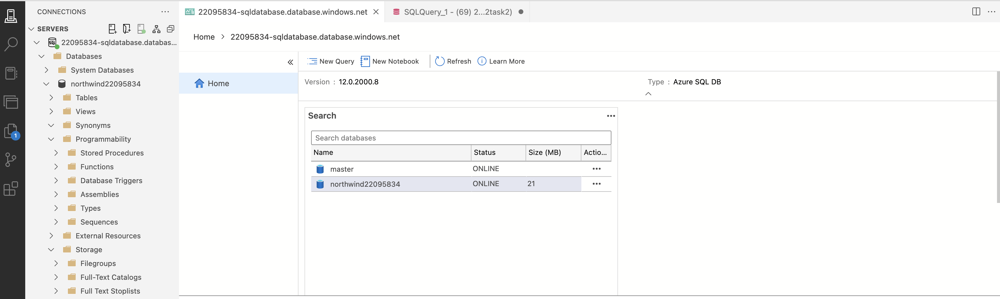 CONNECTIONS
SERVERS
22095834-sqldatabase.databas...
Databases
System Databases
northwind22095834
Tables
Views
Synonyms
Programmability
Stored Procedures
Functions
Database Triggers
Assemblies
Types
Sequences
External Resources
Storage
Filegroups
Full-Text Catalogs
Full Text Stoplists
1
22095834-sqldatabase.database.windows.net
SQLQuery_1 - (69) 2...2task2)
Home > 22095834-sqldatabase.database.windows.net
Home
New Query New Notebook Refresh Learn More
Version : 12.0.2000.8 Type : Azure SQL DB
Search
Search databases
Name Status Size (MB) Actio...
master ONLINE
northwind22095834 ONLINE 21